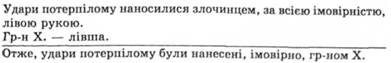 Удари потерпілому наносилися злочинцем, за всією імовірністю,
лівою рукою.
Гр-н X. — лівша.
Отже, удари потерпілому були нанесені, імовірно, гр-ном X.